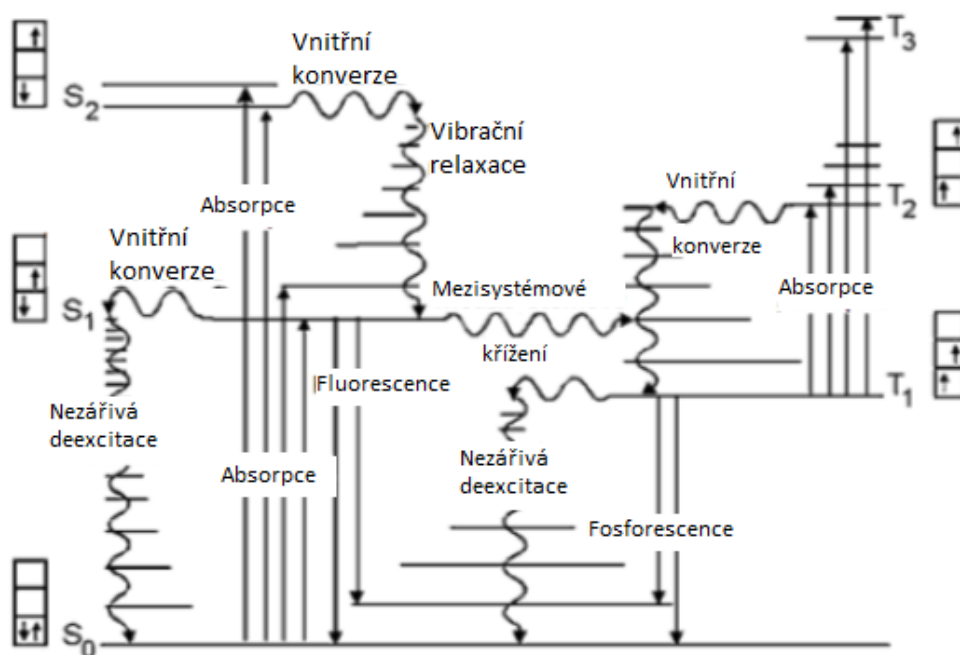 Vnitřní
konverze
S2
Vibrační
relaxace
Absorpce
Vnitřní
konverze
S1
T3
Vnitřní
T2
konverze
Absorpce
Mezisystémové
křížení
Fluorescence
T1
Nezářivá
deexcitace
Absorpce
Nezářivá
deexcitace
Fosforescence
S0